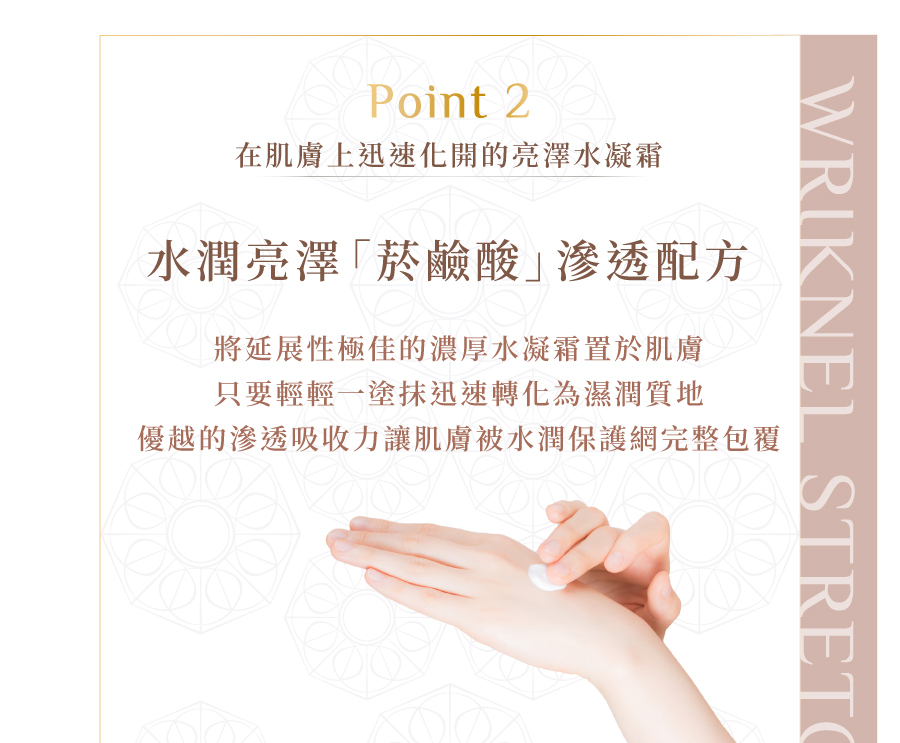 Point 2
在肌膚上迅速化開的亮澤水凝霜
水潤亮澤「菸鹼酸」滲透配方
將延展性極佳的濃厚水凝霜置於肌膚
只要輕輕一塗抹迅速轉化為濕潤質地
優越的滲透吸收力讓肌膚被水潤保護網完整包覆
WRIKNEL STRETC